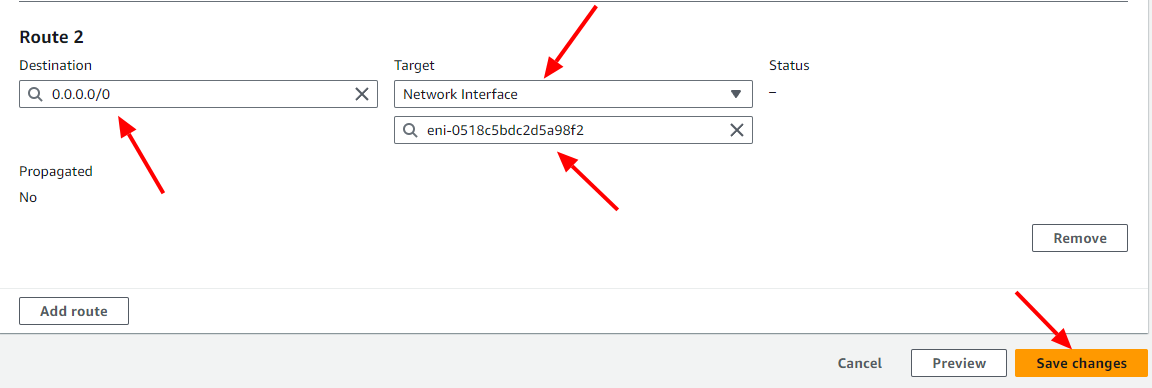 Route 2
Destination
Target
Status
0.0.0.0/0
Network Interface
–
eni-0518c5bdc2d5a98f2
Propagated
No
Remove
Add route
Cancel
Preview
Save changes